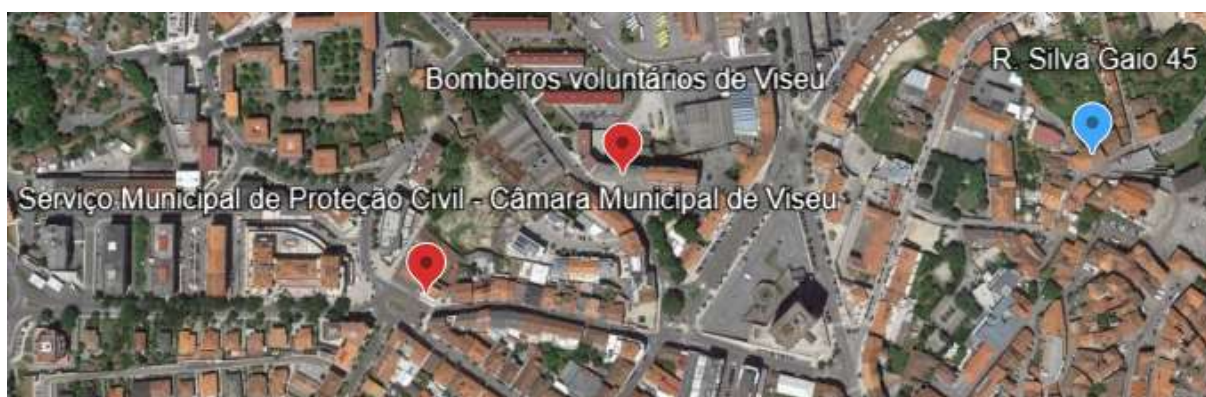 R. Silva Gaio 45
Bombeiros voluntários de Viseu
Serviço Municipal de Proteção Civil - Câmara Municipal de Viseu